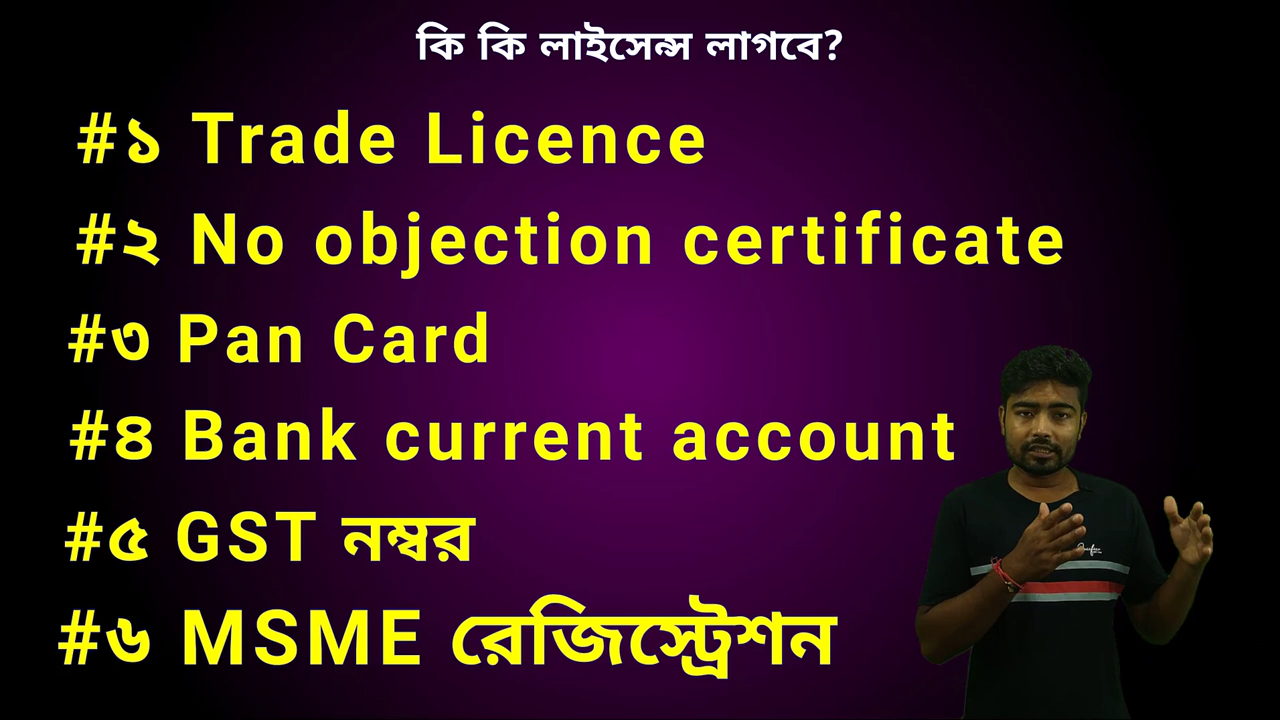 কি কি লাইসেন্স লাগবে?
#১ Trade Licence
#২ No objection certificate
#৩ Pan Card
#৪ Bank current account
#৫ GST নম্বর
#৬ MSME রেজিস্ট্রেশন